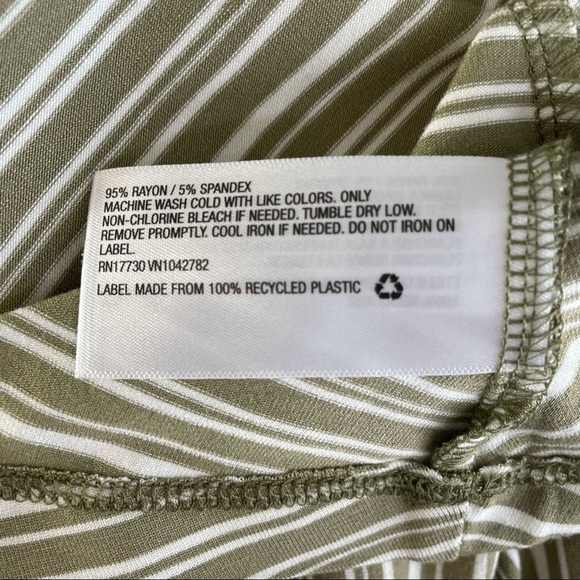 95% RAYON / 5% SPANDEX
MACHINE WASH COLD WITH LIKE COLORS. ONLY
NON-CHLORINE BLEACH IF NEEDED. TUMBLE DRY LOW.
REMOVE PROMPTLY. COOL IRON IF NEEDED. DO NOT IRON ON
LABEL.
RN17730 VN1042782
LABEL MADE FROM 100% RECYCLED PLASTIC